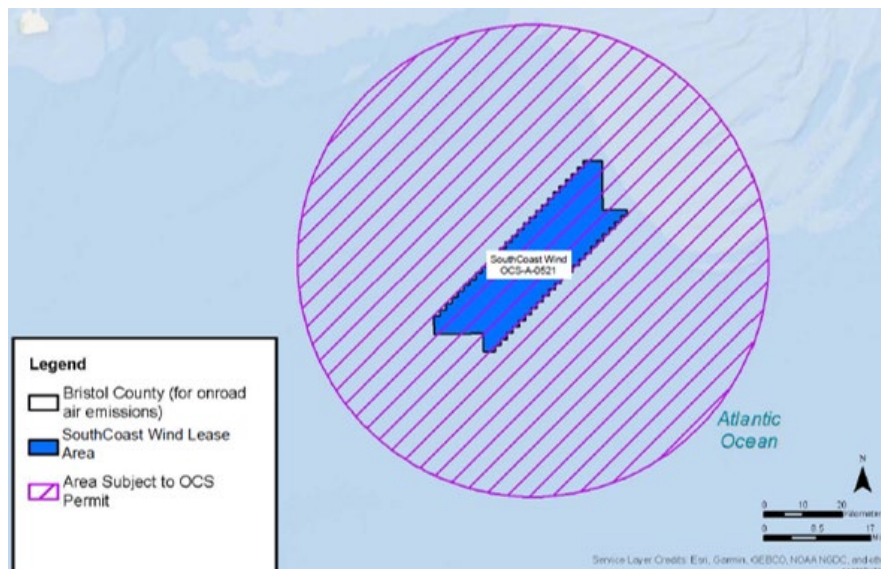 SouthCoast Wind
OCS-A-0521
Legend
Bristol County (for onroad
air emissions)
SouthCoast Wind Lease
Area
Area Subject to OCS
Permit
Atlantic
Ocean
N
0 10 20
0 8.5 17
Service Layer Credits: Esri, Garmin, GEBCO, NOAA NGDC, and